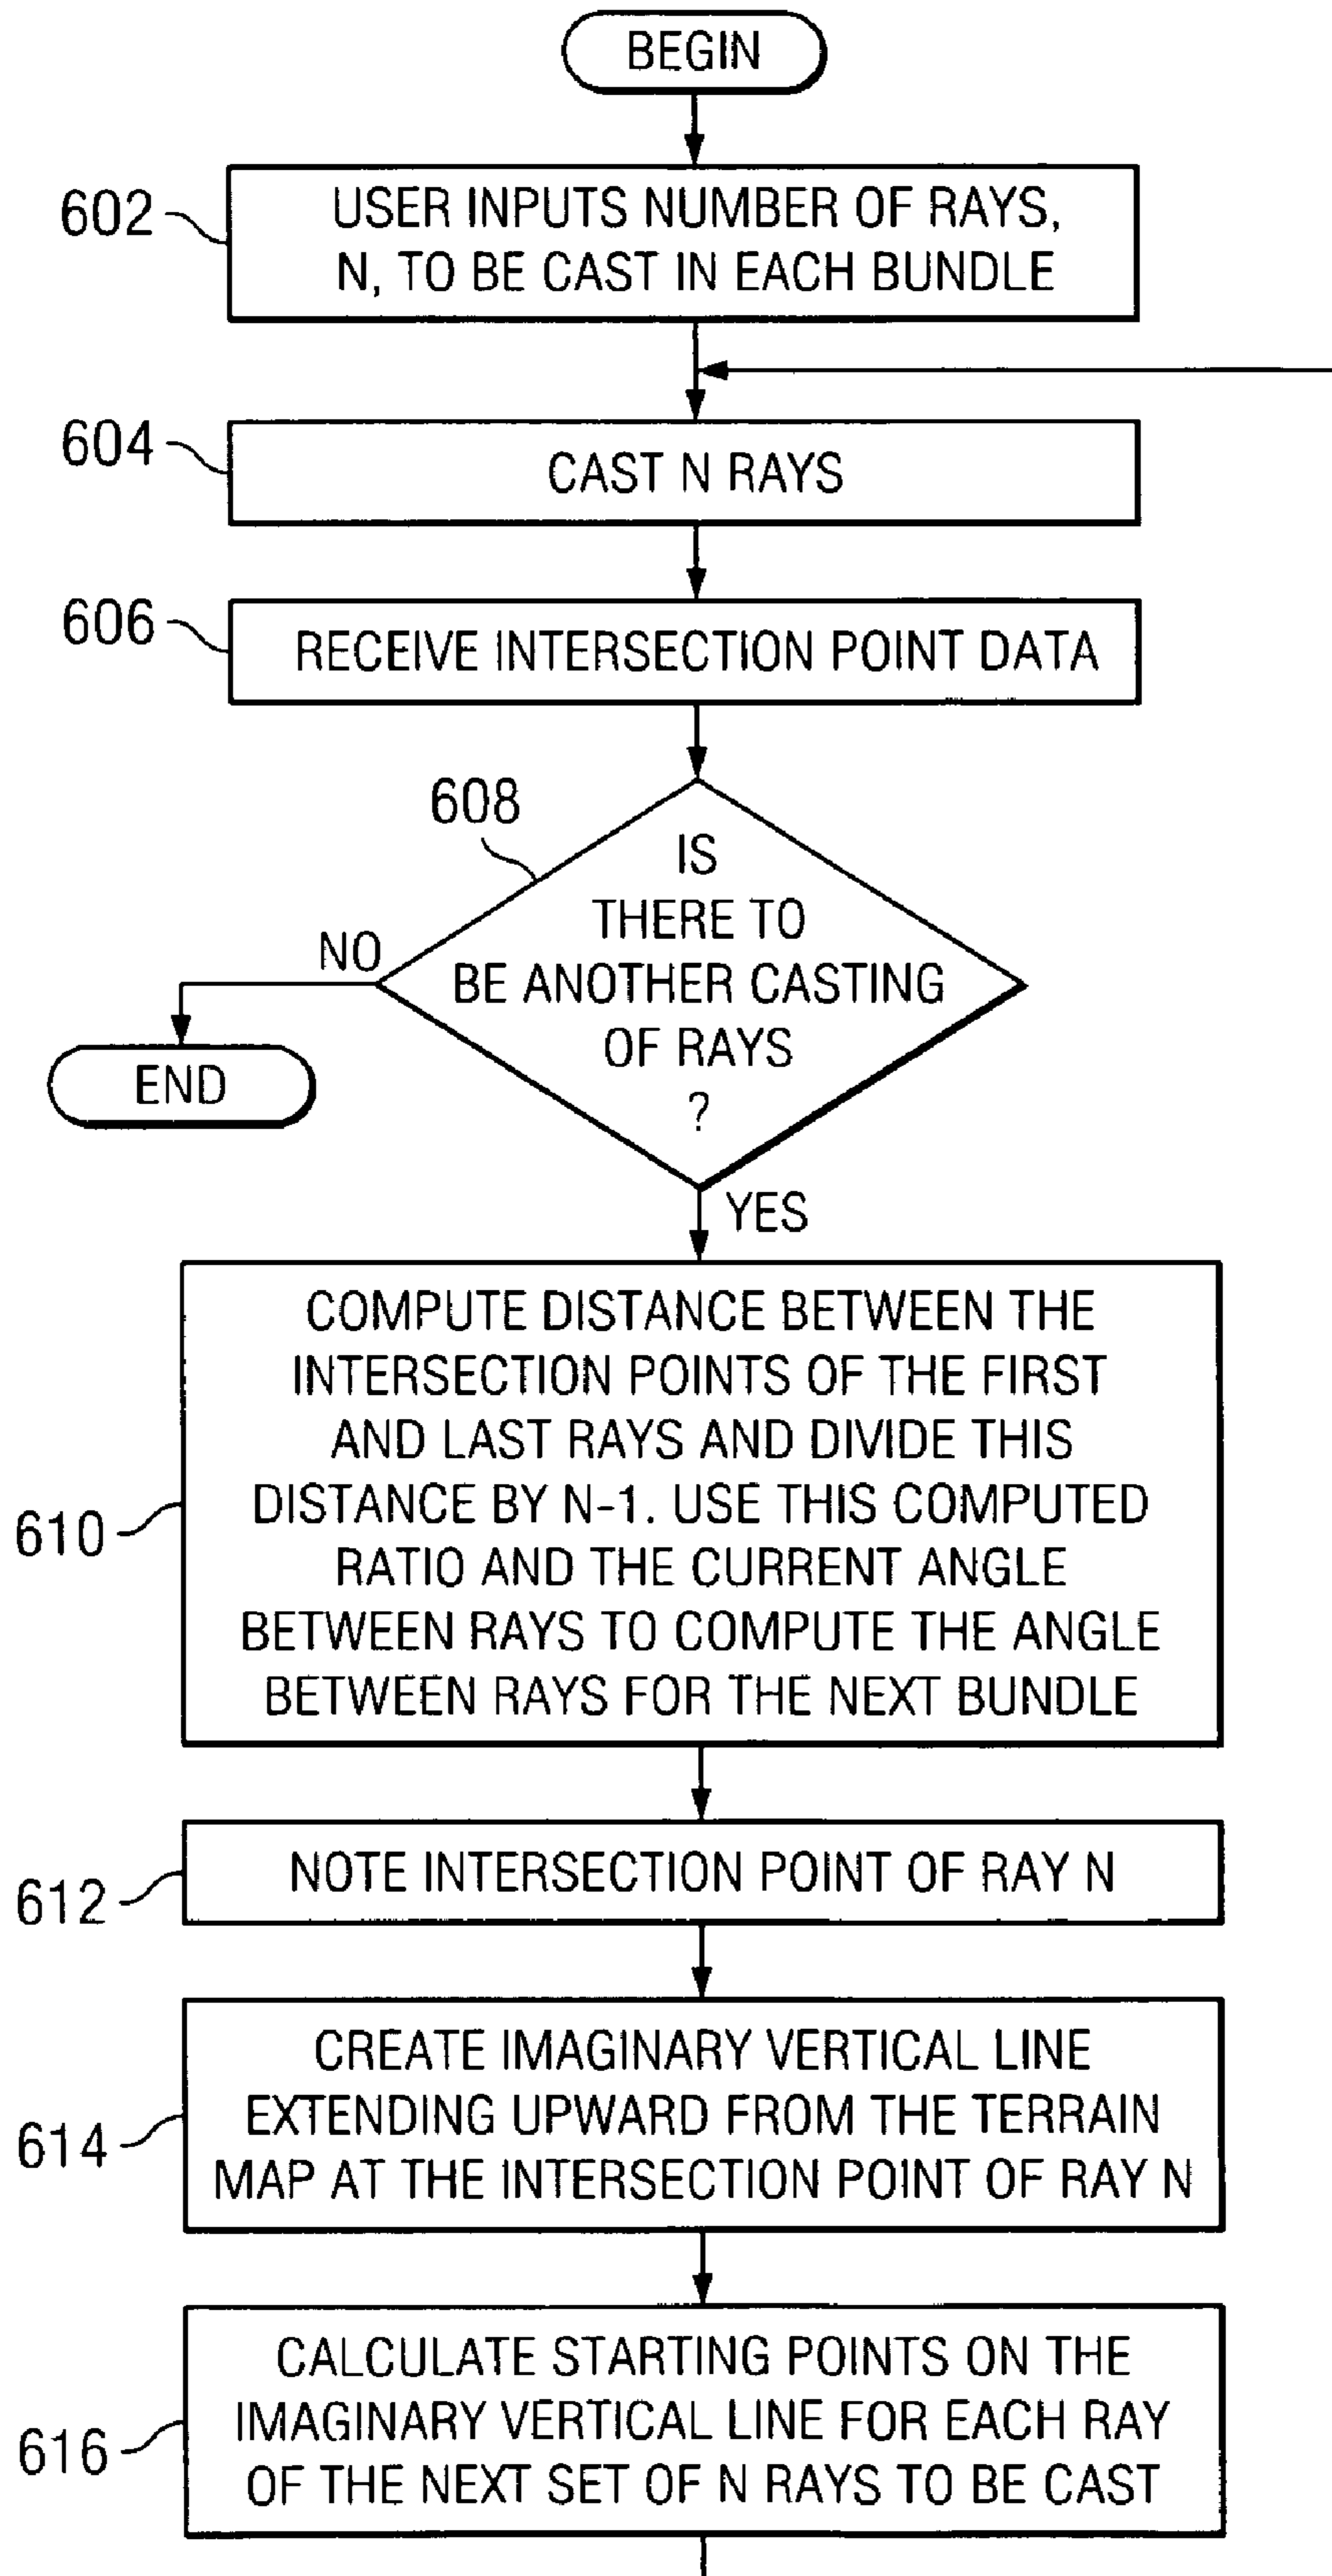 BEGIN
602
USER INPUTS NUMBER OF RAYS,
N, TO BE CAST IN EACH BUNDLE
604
CAST N RAYS
606
RECEIVE INTERSECTION POINT DATA
608
IS
THERE TO
BE ANOTHER CASTING
OF RAYS
?
NO
END
YES
610
COMPUTE DISTANCE BETWEEN THE
INTERSECTION POINTS OF THE FIRST
AND LAST RAYS AND DIVIDE THIS
DISTANCE BY N-1. USE THIS COMPUTED
RATIO AND THE CURRENT ANGLE
BETWEEN RAYS TO COMPUTE THE ANGLE
BETWEEN RAYS FOR THE NEXT BUNDLE
612
NOTE INTERSECTION POINT OF RAY N
614
CREATE IMAGINARY VERTICAL LINE
EXTENDING UPWARD FROM THE TERRAIN
MAP AT THE INTERSECTION POINT OF RAY N
616
CALCULATE STARTING POINTS ON THE
IMAGINARY VERTICAL LINE FOR EACH RAY
OF THE NEXT SET OF N RAYS TO BE CAST